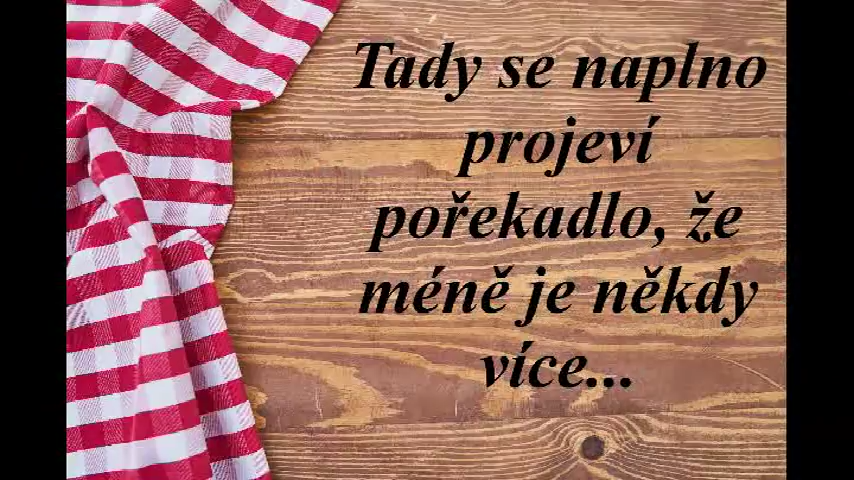 Tady se naplno
projeví
pořekadlo, že
méně je někdy
více...